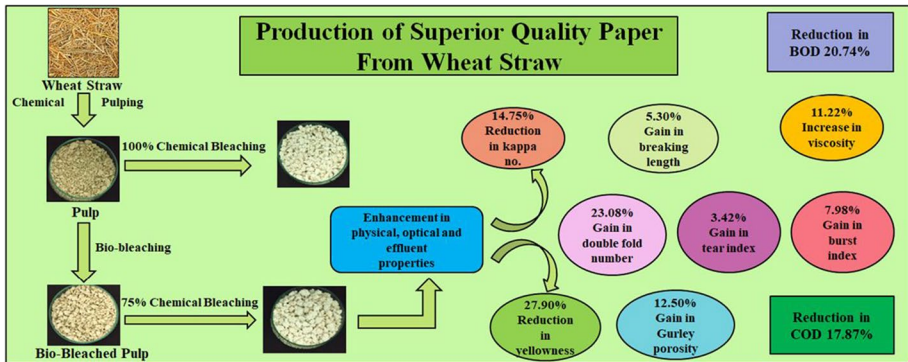 Production of Superior Quality Paper
From Wheat Straw
Reduction in
BOD 20.74%
Wheat Straw
Chemical Pulping
100% Chemical Bleaching
Pulp
Bio-bleaching
75% Chemical Bleaching
Bio-Bleached Pulp
Enhancement in
physical, optical and
effluent
properties
14.75%
Reduction
in kappa
no.
5.30%
Gain in
breaking
length
11.22%
Increase in
viscosity
23.08%
Gain in
double fold
number
3.42%
Gain in
tear index
7.98%
Gain in
burst
index
27.90%
Reduction
in
yellowness
12.50%
Gain in
Gurley
porosity
Reduction in
COD 17.87%